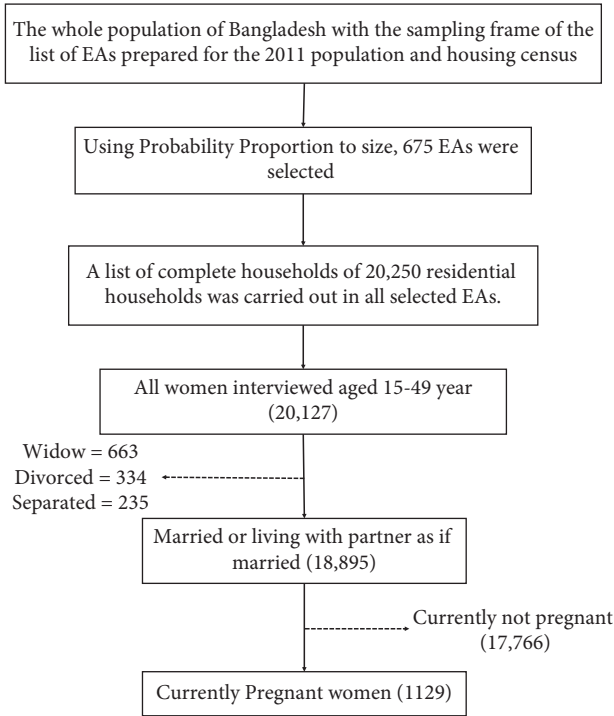 The whole population of Bangladesh with the sampling frame of the
list of EAs prepared for the 2011 population and housing census
Using Probability Proportion to size, 675 EAs were
selected
A list of complete households of 20,250 residential
households was carried out in all selected EAs.
All women interviewed aged 15-49 year
(20,127)
Widow = 663
Divorced = 334
Separated = 235
Married or living with partner as if
married (18,895)
Currently not pregnant
(17,766)
Currently Pregnant women (1129)